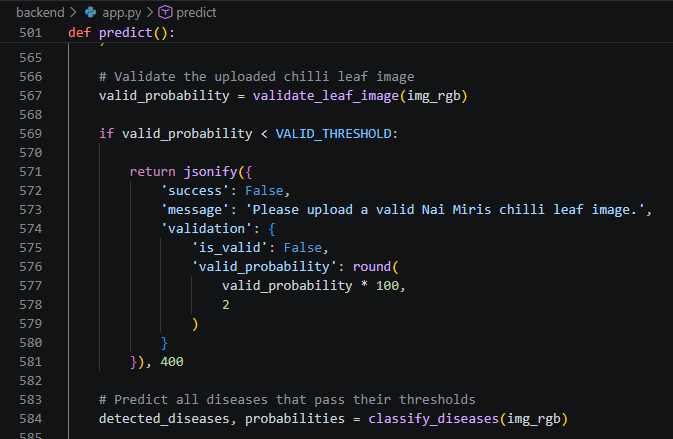 backend > app.py > predict
501 def predict():
565
566 # Validate the uploaded chilli leaf image
567 valid_probability = validate_leaf_image(img_rgb)
568
569 if valid_probability < VALID_THRESHOLD:
570
571 return jsonify({
572 'success': False,
573 'message': 'Please upload a valid Nai Miris chilli leaf image.',
574 'validation': {
575 'is_valid': False,
576 'valid_probability': round(
577 valid_probability * 100,
578 2
579 )
580 }
581 }), 400
582
583 # Predict all diseases that pass their thresholds
584 detected_diseases, probabilities = classify_diseases(img_rgb)
585